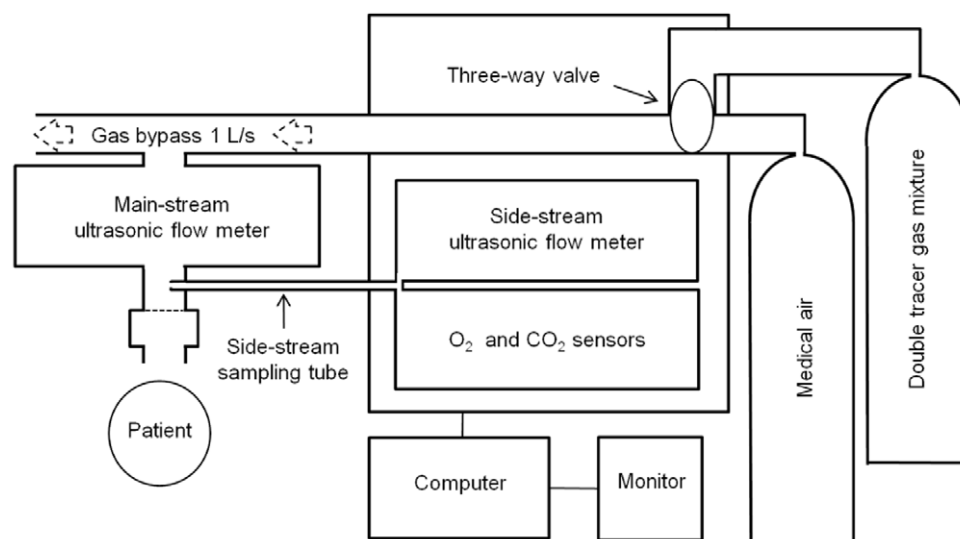 Three-way valve
Gas bypass 1 L/s
Main-stream
ultrasonic flow meter
Side-stream
ultrasonic flow meter
Side-stream
sampling tube
O₂ and CO₂ sensors
Patient
Computer
Monitor
Medical air
Double tracer gas mixture